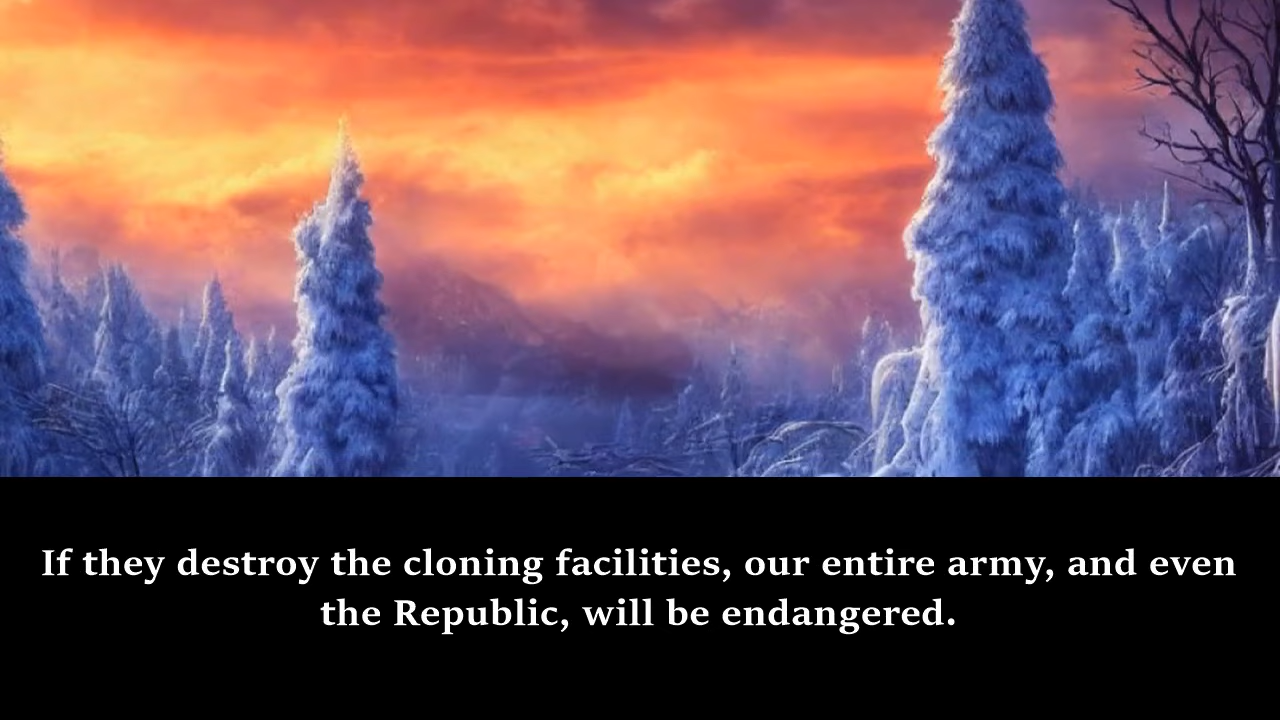 If they destroy the cloning facilities, our entire army, and even
the Republic, will be endangered.